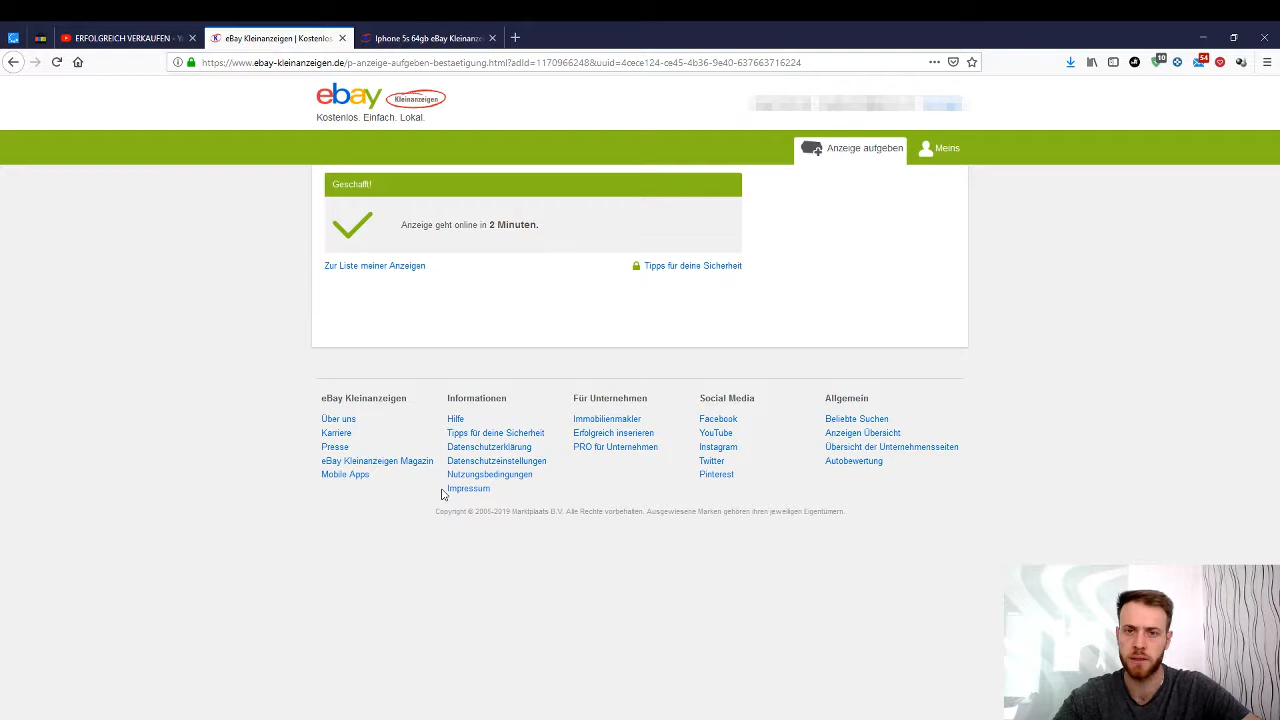 ERFOLGREICH VERKAUFEN - Y
eBay Kleinanzeigen | Kostenlos.
Iphone 5s 64gb eBay Kleinanze
https://www.ebay-kleinanzeigen.de/p-anzeige-aufgeben-bestaetigung.html?adId=1170966248&uuid=4cece124-ce45-4b36-9e40-637663716224
10
54
ebay Kleinanzeigen
Kostenlos. Einfach. Lokal.
Anzeige aufgeben
Meins
Geschafft!
Anzeige geht online in 2 Minuten.
Zur Liste meiner Anzeigen
Tipps für deine Sicherheit
eBay Kleinanzeigen
Über uns
Karriere
Presse
eBay Kleinanzeigen Magazin
Mobile Apps
Informationen
Hilfe
Tipps für deine Sicherheit
Datenschutzerklärung
Datenschutzeinstellungen
Nutzungsbedingungen
Impressum
Für Unternehmen
Immobilienmakler
Erfolgreich inserieren
PRO für Unternehmen
Social Media
Facebook
YouTube
Instagram
Twitter
Pinterest
Allgemein
Beliebte Suchen
Anzeigen Übersicht
Übersicht der Unternehmensseiten
Autobewertung
Copyright © 2005-2019 Marktplaats B.V. Alle Rechte vorbehalten. Ausgewiesene Marken gehören ihren jeweiligen Eigentümern.